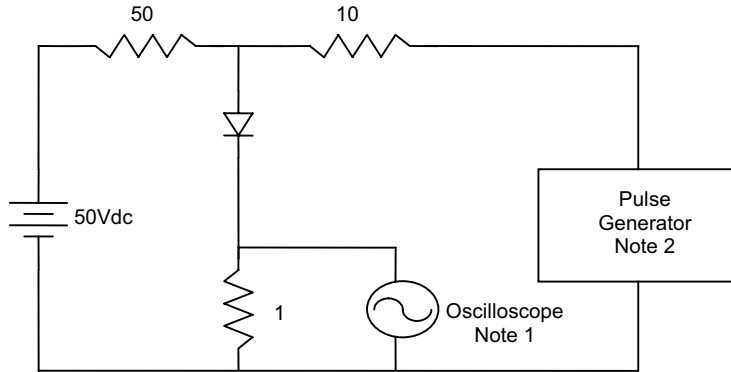 50
10
50Vdc
Pulse
Generator
Note 2
1
Oscilloscope
Note 1